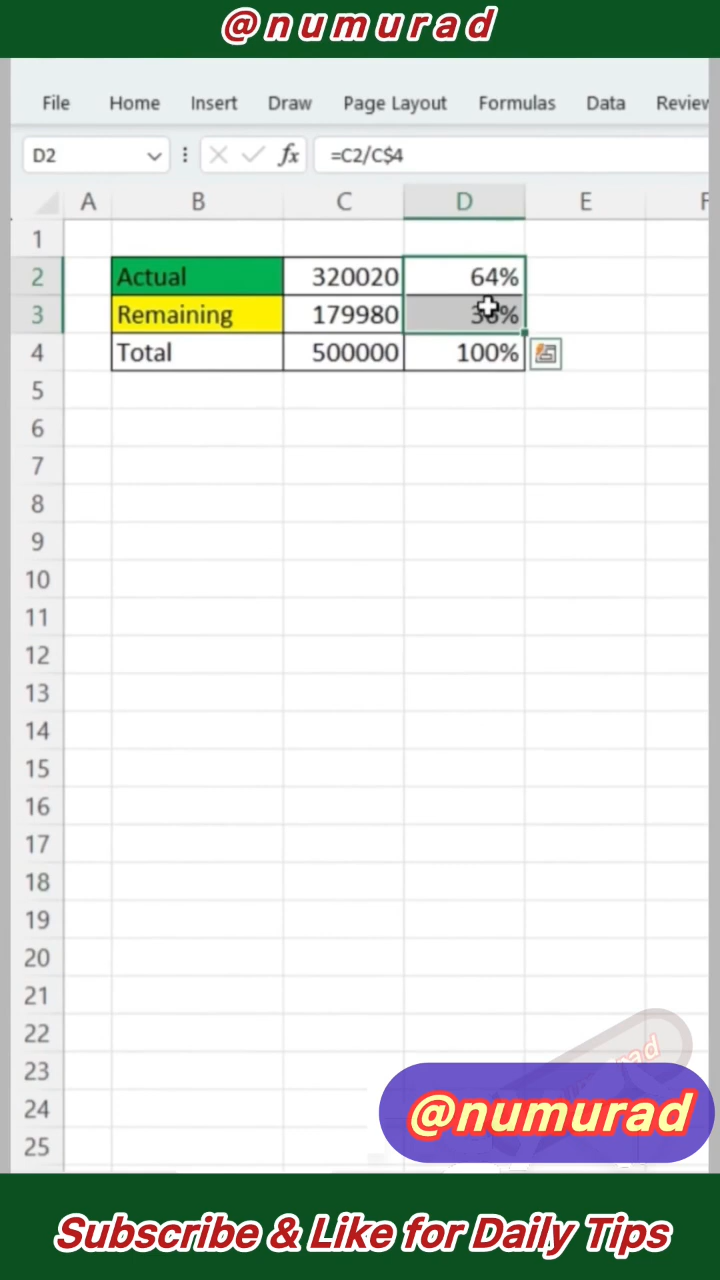 @numurad
File Home Insert Draw Page Layout Formulas Data Review
D2 fx =C2/C$4
A B C D E F
1
2 Actual 320020 64%
3 Remaining 179980
4 Total 500000 100%
5
6
7
8
9
10
11
12
13
14
15
16
17
18
19
20
21
22
23
24
25
@numurad
Subscribe & Like for Daily Tips